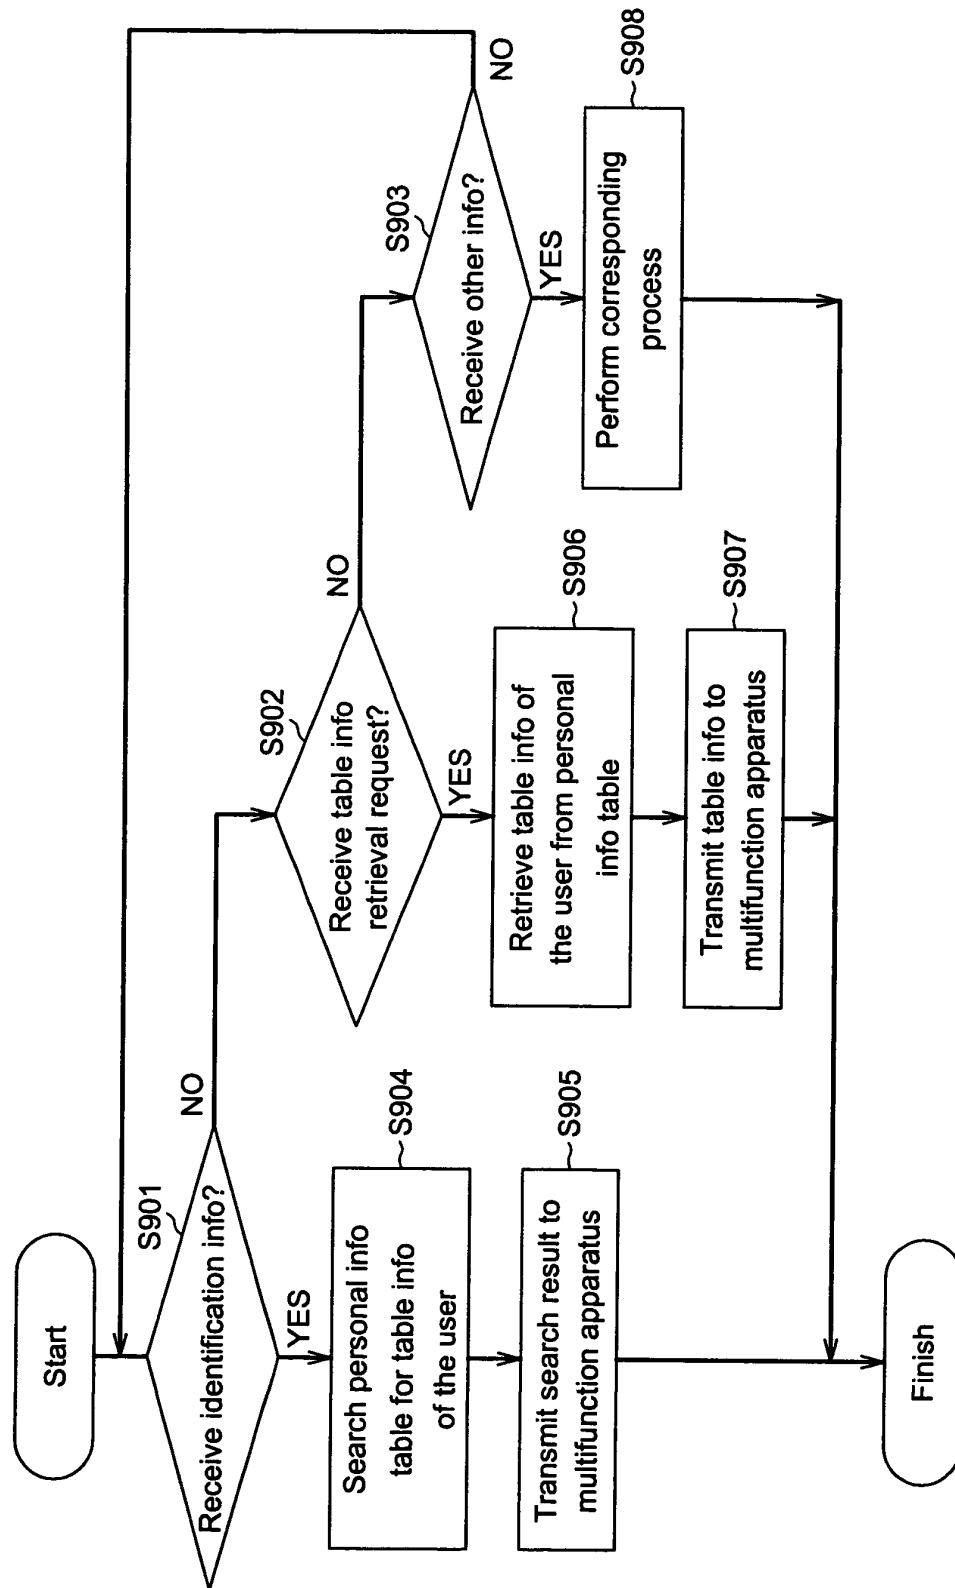 Start
S901
Receive identification info?
NO
YES
S904
Search personal info
table for table info
of the user
S905
Transmit search result to
multifunction apparatus
S902
Receive table info
retrieval request?
NO
YES
S906
Retrieve table info of
the user from personal
info table
S907
Transmit table info to
multifunction apparatus
S903
Receive other info?
NO
YES
S908
Perform corresponding
process
Finish